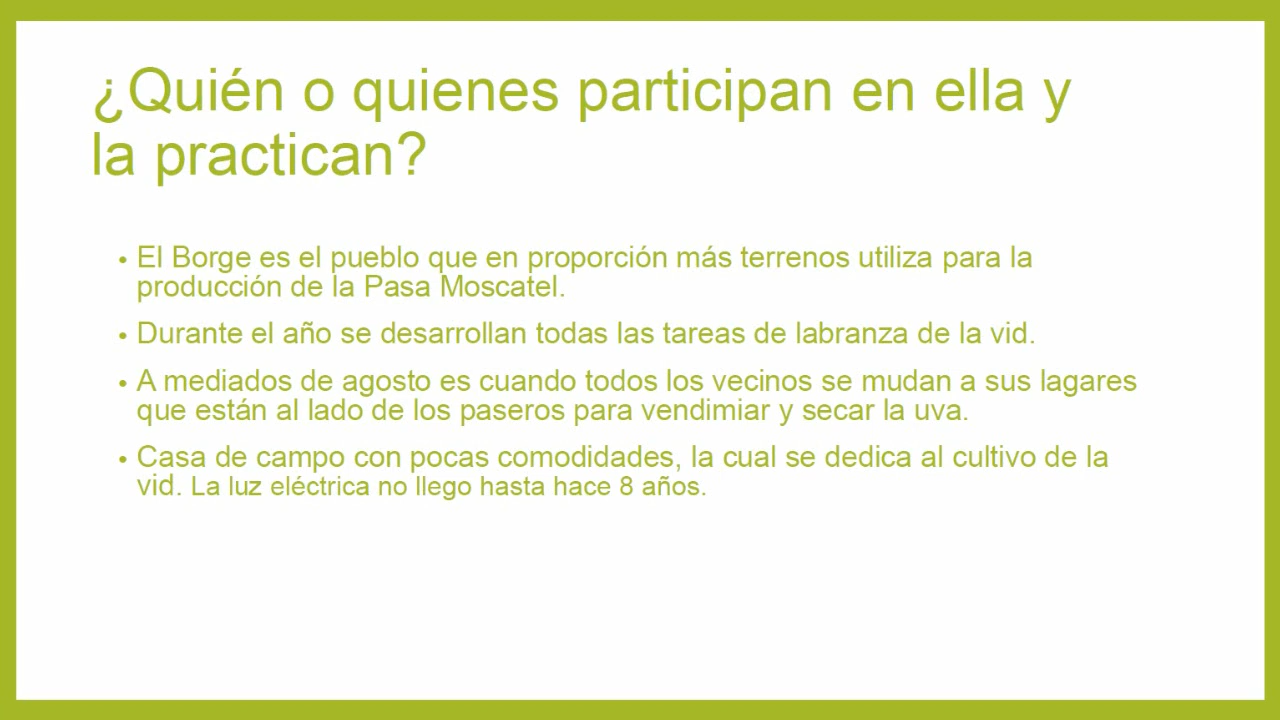 ¿Quién o quienes participan en ella y
la practican?
• El Borge es el pueblo que en proporción más terrenos utiliza para la
producción de la Pasa Moscatel.
• Durante el año se desarrollan todas las tareas de labranza de la vid.
• A mediados de agosto es cuando todos los vecinos se mudan a sus lagares
que están al lado de los paseros para vendimiar y secar la uva.
• Casa de campo con pocas comodidades, la cual se dedica al cultivo de la
vid. La luz eléctrica no llego hasta hace 8 años.